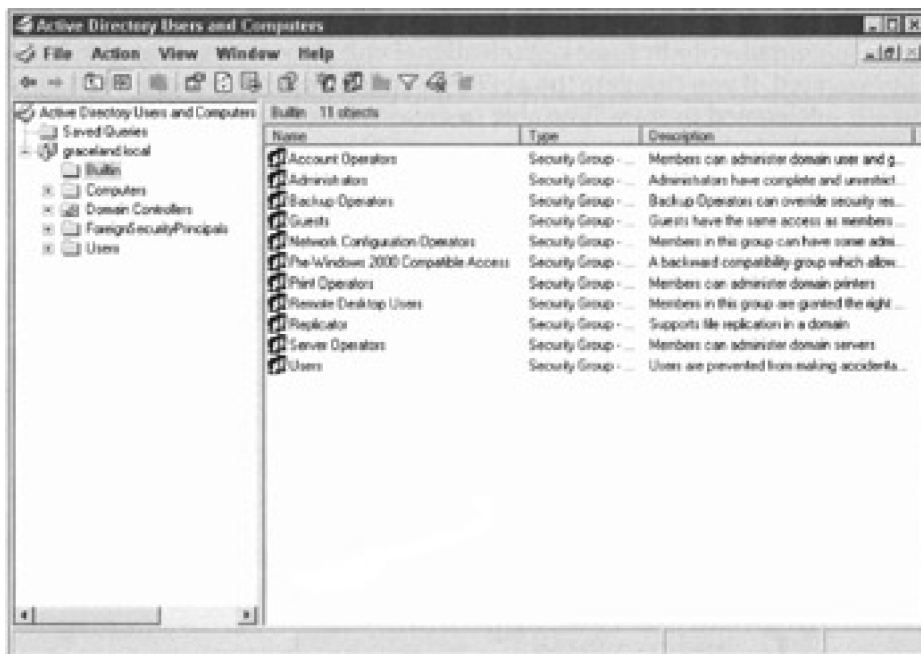 Active Directory Users and Computers
File Action View Window Help
Active Directory Users and Computers
Saved Queries
graceland.local
Builtin
Computers
Domain Controllers
ForeignSecurityPrincipals
Users
Builtin 11 objects
Name Type Description
Account Operators Security Group - ... Members can administer domain user and g...
Administrators Security Group - ... Administrators have complete and unrestrict...
Backup Operators Security Group - ... Backup Operators can override security res...
Guests Security Group - ... Guests have the same access as members ...
Network Configuration Operators Security Group - ... Members in this group can have some admi...
Pre-Windows 2000 Compatible Access Security Group - ... A backward compatibility group which allow...
Print Operators Security Group - ... Members can administer domain printers
Remote Desktop Users Security Group - ... Members in this group are granted the right ...
Replicator Security Group - ... Supports file replication in a domain
Server Operators Security Group - ... Members can administer domain servers
Users Security Group - ... Users are prevented from making accidenta...